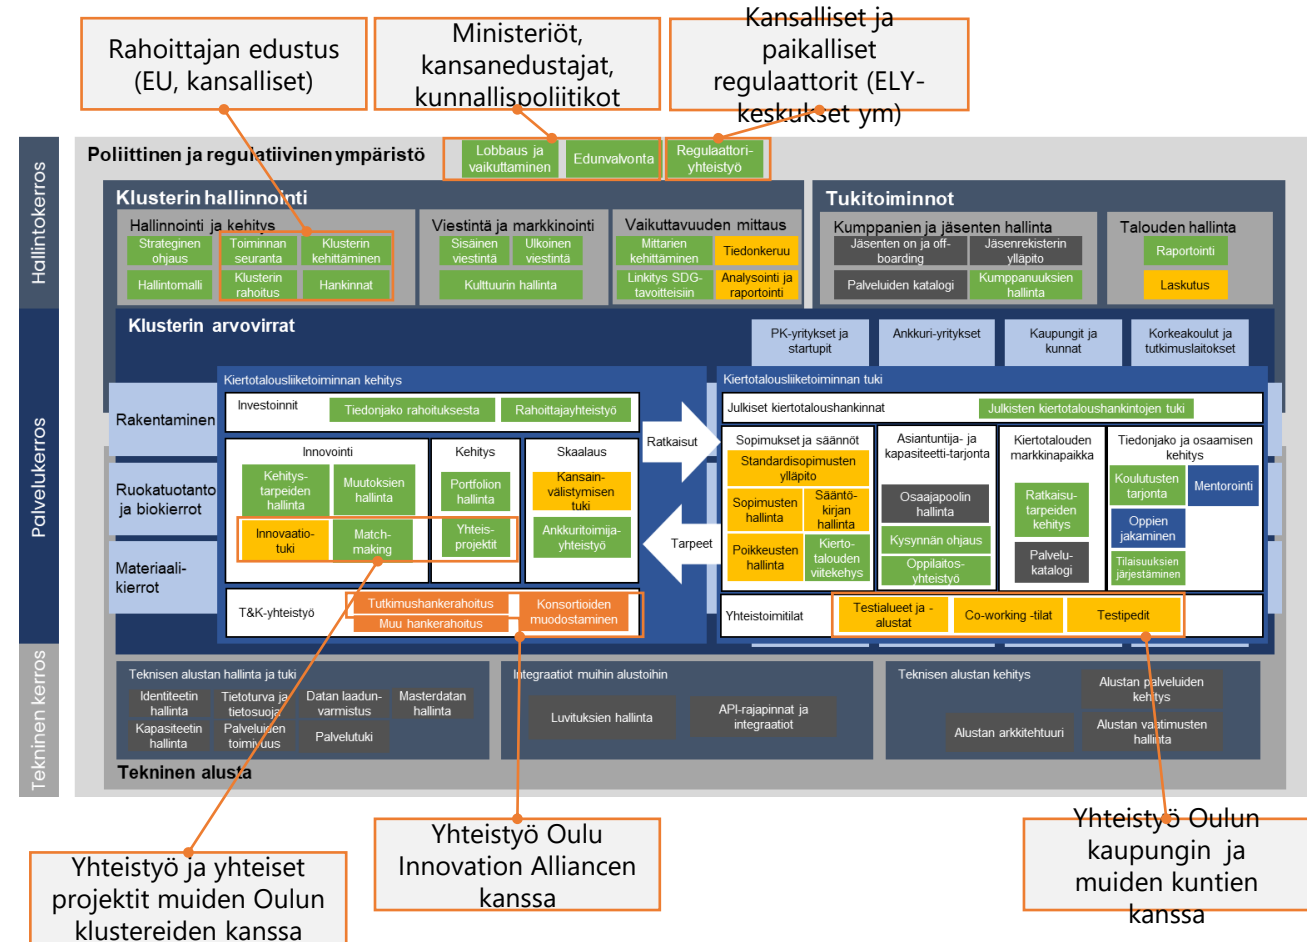 Rahoittajan edustus
(EU, kansalliset)
Ministeriöt,
kansanedustajat,
kunnallispoliitikot
Kansalliset ja
paikalliset
regulaattorit (ELY-
keskukset ym)
Hallintokerros
Palvelukerros
Tekninen kerros
Poliittinen ja regulatiivinen ympäristö
Lobbaus ja
vaikuttaminen
Edunvalvonta
Regulaattori-
yhteistyö
Klusterin hallinnointi
Hallinnointi ja kehitys
Strateginen
ohjaus
Toiminnan
seuranta
Klusterin
kehittäminen
Hallintomalli
Klusterin
rahoitus
Hankinnat
Viestintä ja markkinointi
Sisäinen
viestintä
Ulkoinen
viestintä
Kulttuurin hallinta
Vaikuttavuuden mittaus
Mittarien
kehittäminen
Tiedonkeruu
Linkitys SDG-
tavoitteisiin
Analysointi ja
raportointi
Tukitoiminnot
Kumppanien ja jäsenten hallinta
Jäsenten on ja off-
boarding
Jäsenrekisterin
ylläpito
Palveluiden katalogi
Kumppanuuksien
hallinta
Talouden hallinta
Raportointi
Laskutus
Klusterin arvovirrat
PK-yritykset ja
startupit
Ankkuri-yritykset
Kaupungit ja
kunnat
Korkeakoulut ja
tutkimuslaitokset
Rakentaminen
Ruokatuotanto
ja biokierrot
Materiaali-
kierrot
Kiertotalousliiketoiminnan kehitys
Investoinnit
Tiedonjako rahoituksesta
Rahoittajayhteistyö
Innovointi
Kehitys-
tarpeiden
hallinta
Muutoksien
hallinta
Innovaatio-
tuki
Match-
making
Kehitys
Portfolion
hallinta
Yhteis-
projektit
Skaalaus
Kansain-
välistymisen
tuki
Ankkuritoimija-
yhteistyö
T&K-yhteistyö
Tutkimushankerahoitus
Muu hankerahoitus
Konsortioiden
muodostaminen
Ratkaisut
Tarpeet
Kiertotalousliiketoiminnan tuki
Julkiset kiertotaloushankinnat
Julkisten kiertotaloushankintojen tuki
Sopimukset ja säännöt
Standardisopimusten
ylläpito
Sopimusten
hallinta
Sääntö-
kirjan
hallinta
Poikkeusten
hallinta
Kierto-
talouden
viitekehys
Asiantuntija- ja
kapasiteetti-tarjonta
Osaajapoolin
hallinta
Kysynnän ohjaus
Oppilaitos-
yhteistyö
Kiertotalouden
markkinapaikka
Ratkaisu-
tarpeiden
kehitys
Palvelu-
katalogi
Tiedonjako ja osaamisen
kehitys
Koulutusten
tarjonta
Mentorointi
Oppien
jakaminen
Tilaisuuksien
järjestäminen
Yhteistoimitilat
Testialueet ja -
alustat
Co-working -tilat
Testipedit
Teknisen alustan hallinta ja tuki
Identiteetin
hallinta
Tietoturva ja
tietosuoja
Datan laadun-
varmistus
Masterdatan
hallinta
Kapasiteetin
hallinta
Palveluiden
toimivuus
Palvelutuki
Integraatiot muihin alustoihin
Luvituksien hallinta
API-rajapinnat ja
integraatiot
Teknisen alustan kehitys
Alustan palveluiden
kehitys
Alustan arkkitehtuuri
Alustan vaatimusten
hallinta
Tekninen alusta
Yhteistyö ja yhteiset
projektit muiden Oulun
klustereiden kanssa
Yhteistyö Oulu
Innovation Alliancen
kanssa
Yhteistyö Oulun
kaupungin ja
muiden kuntien
kanssa